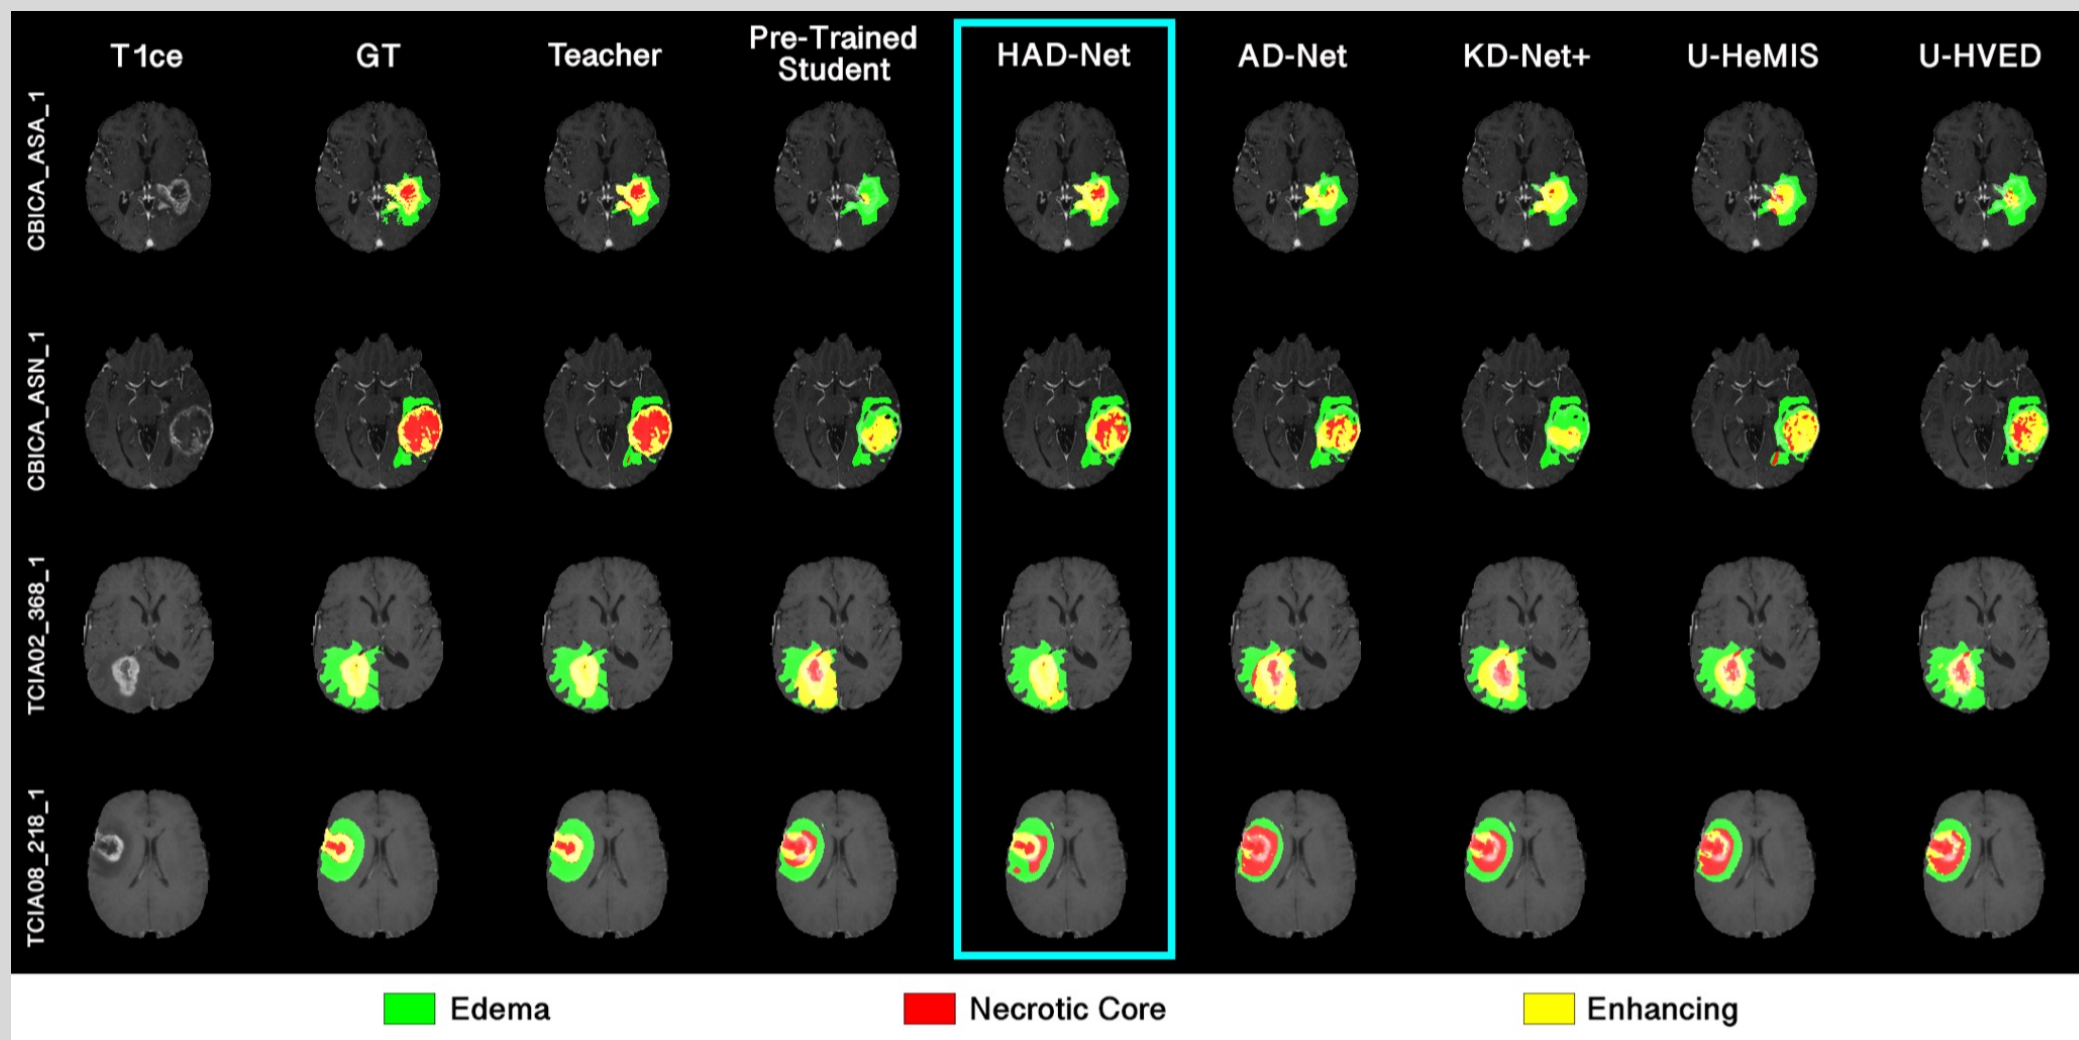 T1ce
GT
Teacher
Pre-Trained
Student
HAD-Net
AD-Net
KD-Net+
U-HeMIS
U-HVED
CBICA_ASA_1
CBICA_ASN_1
TCIA02_368_1
TCIA08_218_1
Edema
Necrotic Core
Enhancing